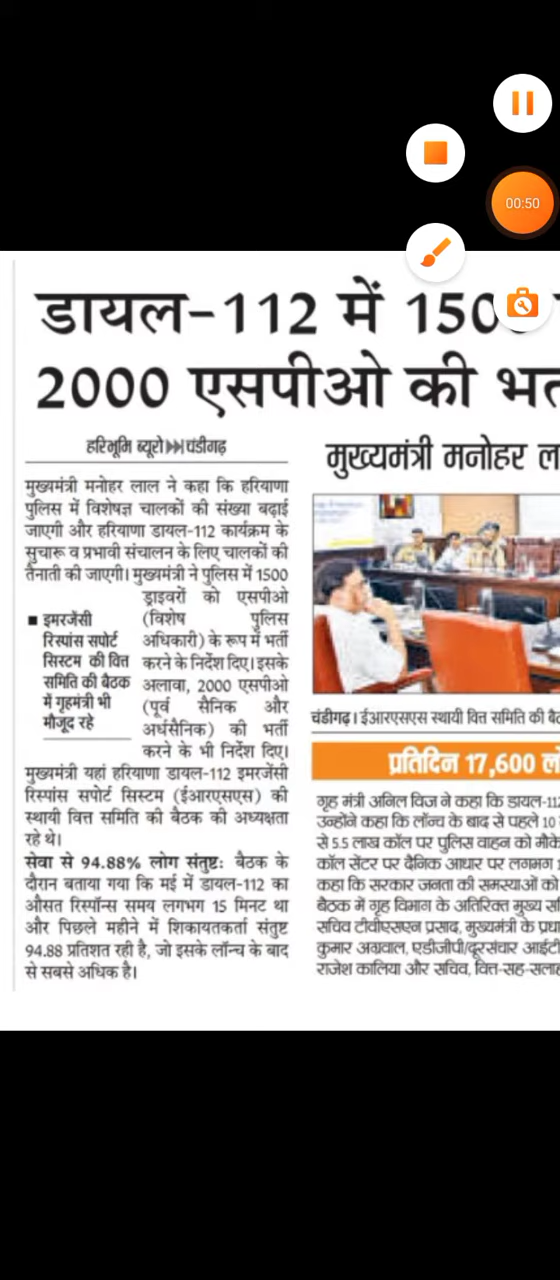 00:50
डायल-112 में 150
2000 एसपीओ की
हरिभूमि ब्यूरो चंडीगढ़
मुख्यमंत्री मनोहर
मुख्यमंत्री मनोहर लाल ने कहा कि हरियाणा
पुलिस में विशेषज्ञ चालकों की संख्या बढ़ाई
जाएगी और हरियाणा डायल-112 कार्यक्रम के
सुचारू व प्रभावी संचालन के लिए चालकों की
तैनाती की जाएगी। मुख्यमंत्री ने पुलिस में 1500
ड्राइवरों को एसपीओ
(विशेष पुलिस
अधिकारी) के रूप में भर्ती
करने के निर्देश दिए। इसके
अलावा, 2000 एसपीओ
(पूर्व सैनिक और
अर्धसैनिक) की भर्ती
करने के भी निर्देश दिए।
■ इमरजेंसी
रिस्पांस सपोर्ट
सिस्टम की वित्त
समिति की बैठक
में गृहमंत्री भी
मौजूद रहे
मुख्यमंत्री यहां हरियाणा डायल-112 इमरजेंसी
रिस्पांस सपोर्ट सिस्टम (ईआरएसएस) की
स्थायी वित्त समिति की बैठक की अध्यक्षता
रहे थे।
सेवा से 94.88% लोग संतुष्ट: बैठक के
दौरान बताया गया कि मई में डायल-112 का
औसत रिस्पॉन्स समय लगभग 15 मिनट था
और पिछले महीने में शिकायतकर्ता संतुष्ट
94.88 प्रतिशत रही है, जो इसके लॉन्च के बाद
से सबसे अधिक है।
चंडीगढ़। ईआरएसएस स्थायी वित्त समिति की
प्रतिदिन 17,600
गृह मंत्री अनिल विज ने कहा कि
उन्होंने कहा कि लॉन्च के बाद से पहले 10
से 5.5 लाख कॉल पर पुलिस वाहन को मौके
कॉल सेंटर पर दैनिक आधार पर लगभग
कहा कि सरकार जनता की समस्याओं को
बैठक में गृह विभाग के अतिरिक्त मुख्य
सचिव टीवीएसएन प्रसाद, मुख्यमंत्री के
कुमार अग्रवाल, एडीजीपी/दूरसंचार आईटी
राजेश कालिया और सचिव,